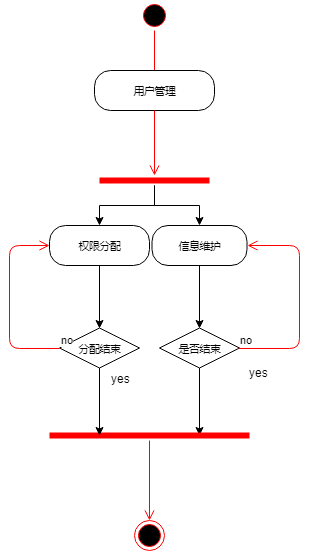 用户管理
权限分配
信息维护
no
分配结束
是否结束
no
yes
yes